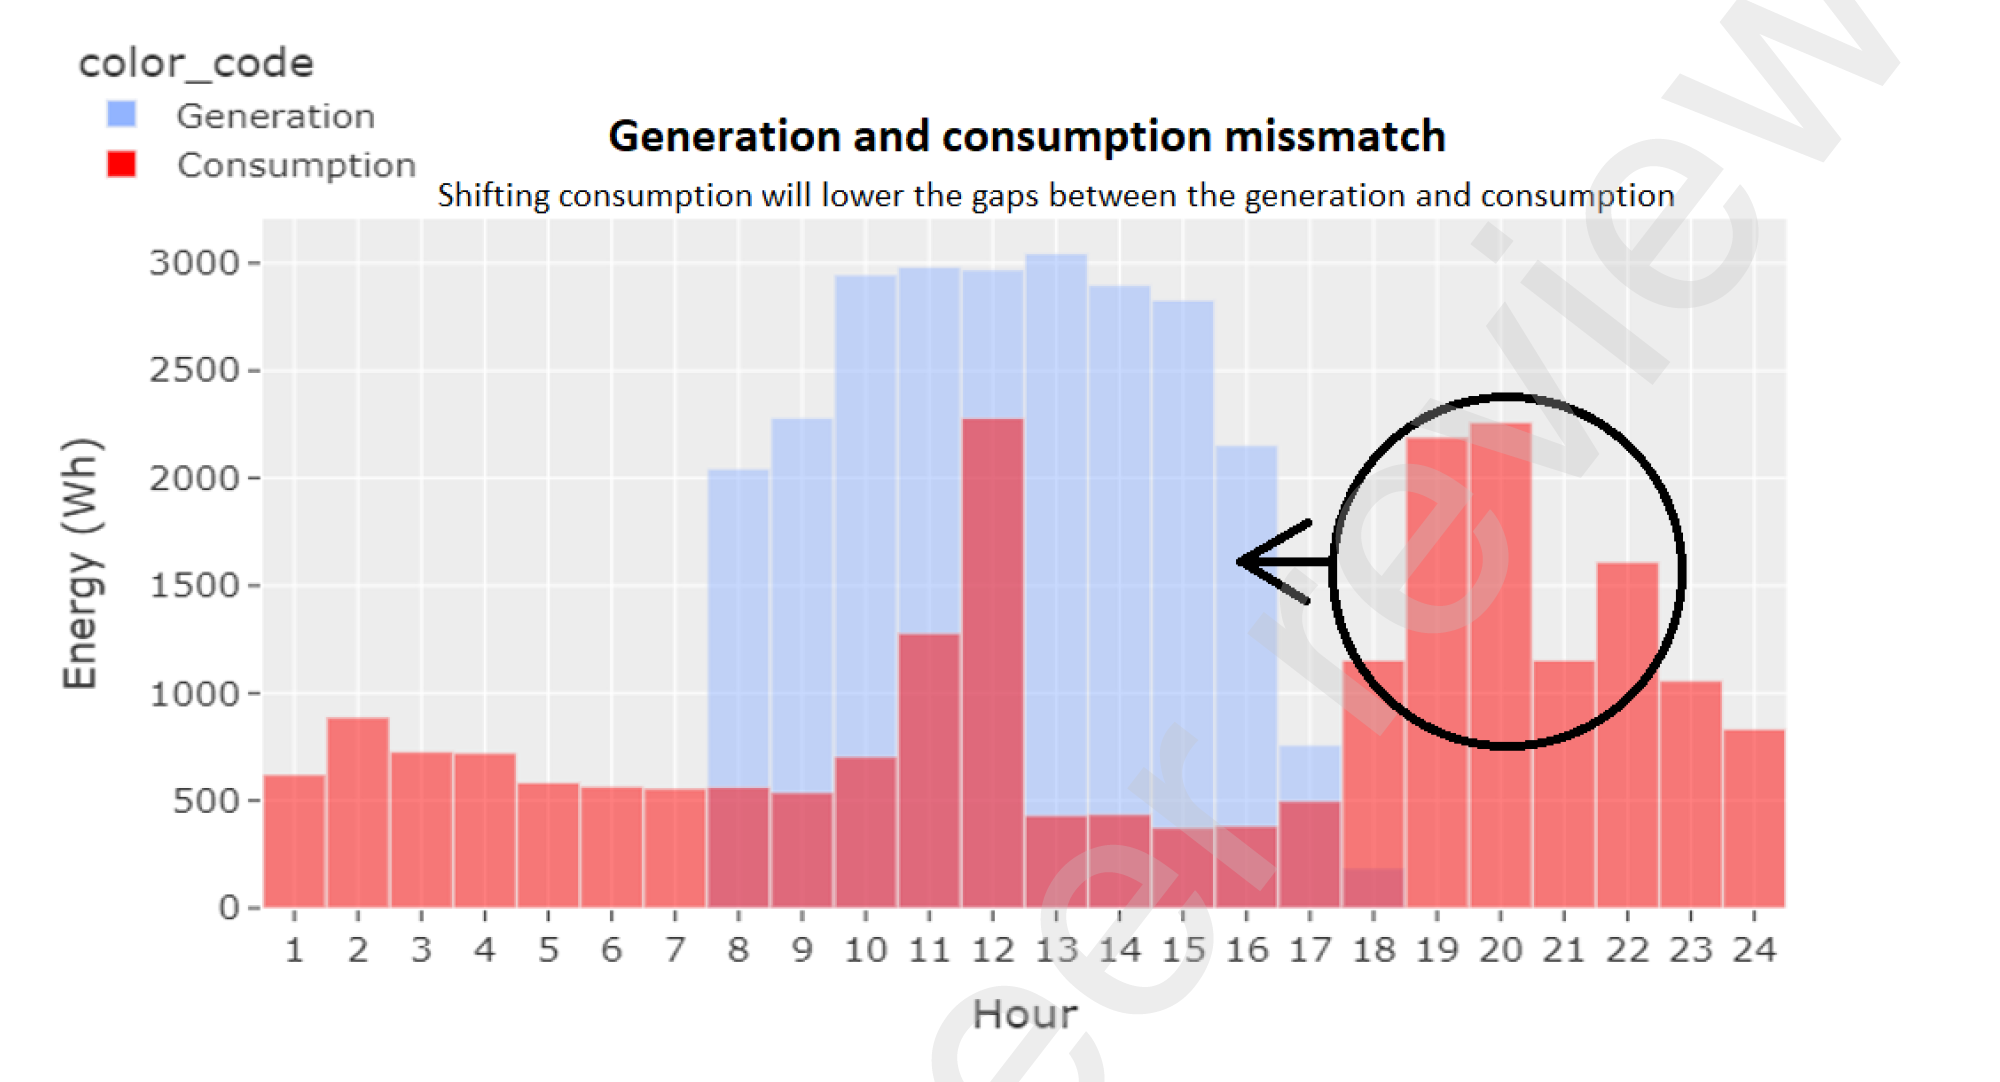 color_code
Generation
Consumption
Generation and consumption missmatch
Shifting consumption will lower the gaps between the generation and consumption
3000
2500
2000
1500
1000
500
0
Energy (Wh)
1 2 3 4 5 6 7 8 9 10 11 12 13 14 15 16 17 18 19 20 21 22 23 24
Hour
eer review